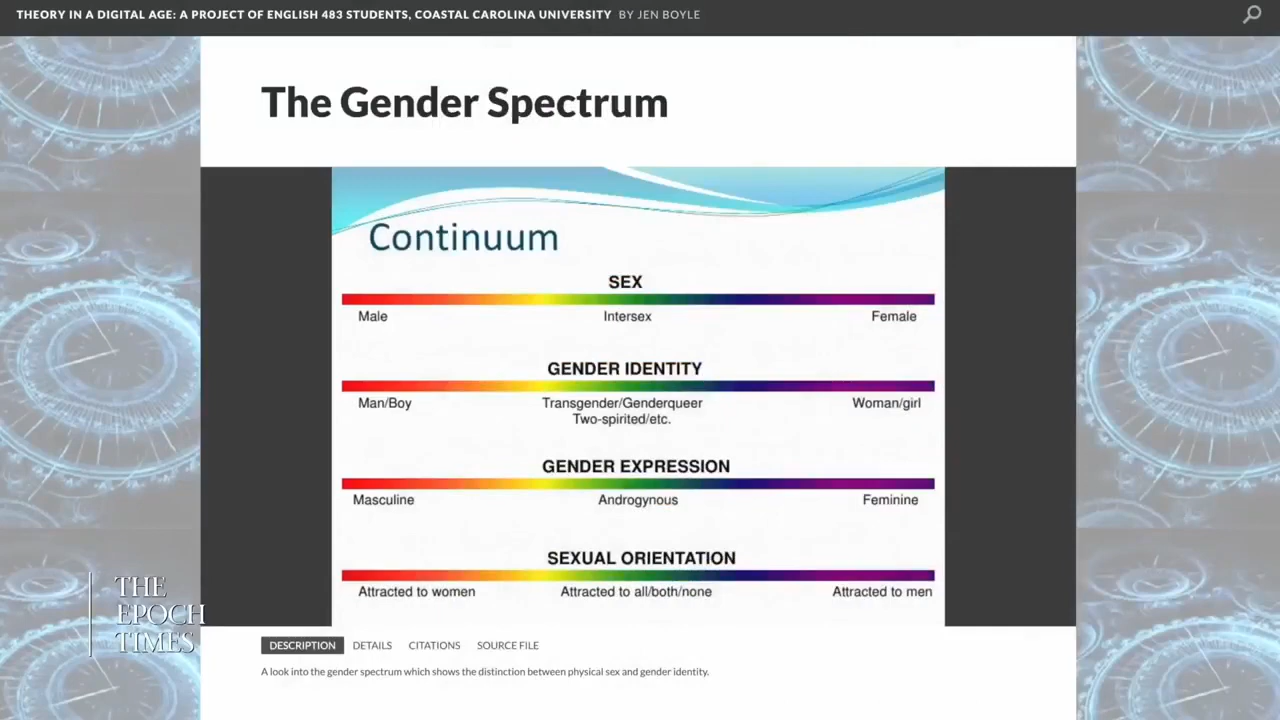 THEORY IN A DIGITAL AGE: A PROJECT OF ENGLISH 483 STUDENTS, COASTAL CAROLINA UNIVERSITY BY JEN BOYLE
The Gender Spectrum
Continuum
SEX
Male Intersex Female
GENDER IDENTITY
Man/Boy Transgender/Genderqueer Woman/girl
Two-spirited/etc.
GENDER EXPRESSION
Masculine Androgynous Feminine
SEXUAL ORIENTATION
Attracted to women Attracted to all/both/none Attracted to men
THE
EPOCH
TIMES
DESCRIPTION DETAILS CITATIONS SOURCE FILE
A look into the gender spectrum which shows the distinction between physical sex and gender identity.